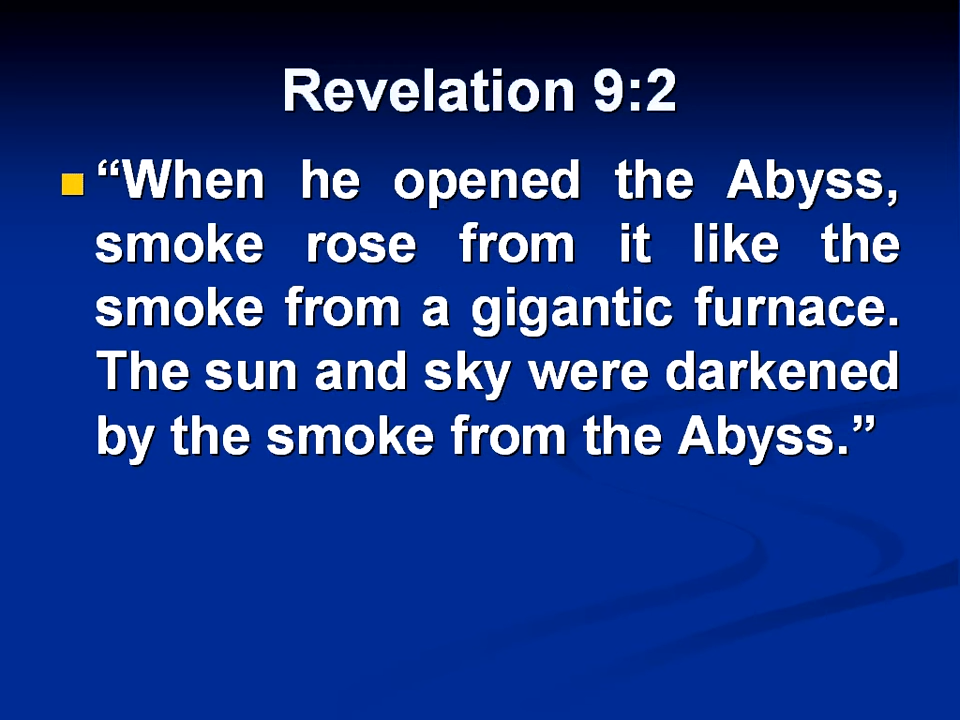 Revelation 9:2
“When he opened the Abyss,
smoke rose from it like the
smoke from a gigantic furnace.
The sun and sky were darkened
by the smoke from the Abyss.”